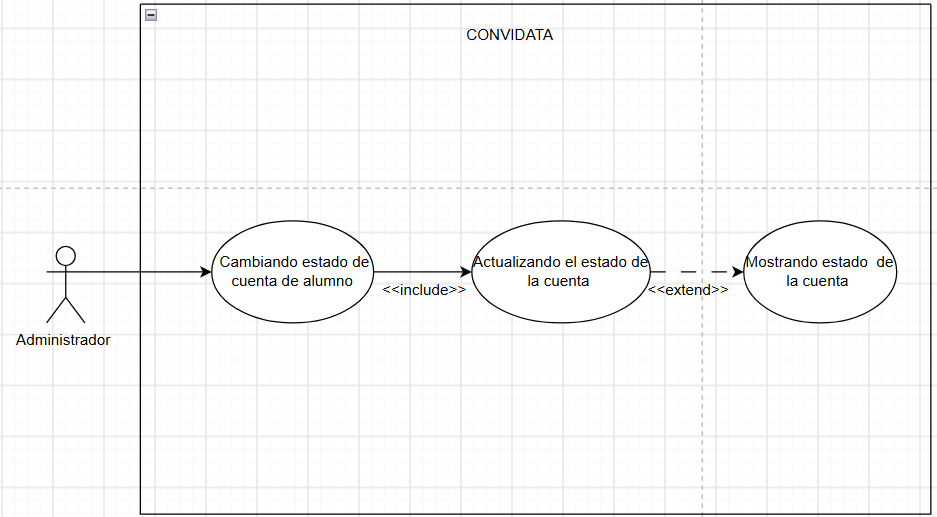 CONVIDATA
Cambiando estado de
cuenta de alumno
Actualizando el estado de
la cuenta
Mostrando estado  de
la cuenta
<<include>>
<<extend>>
Administrador